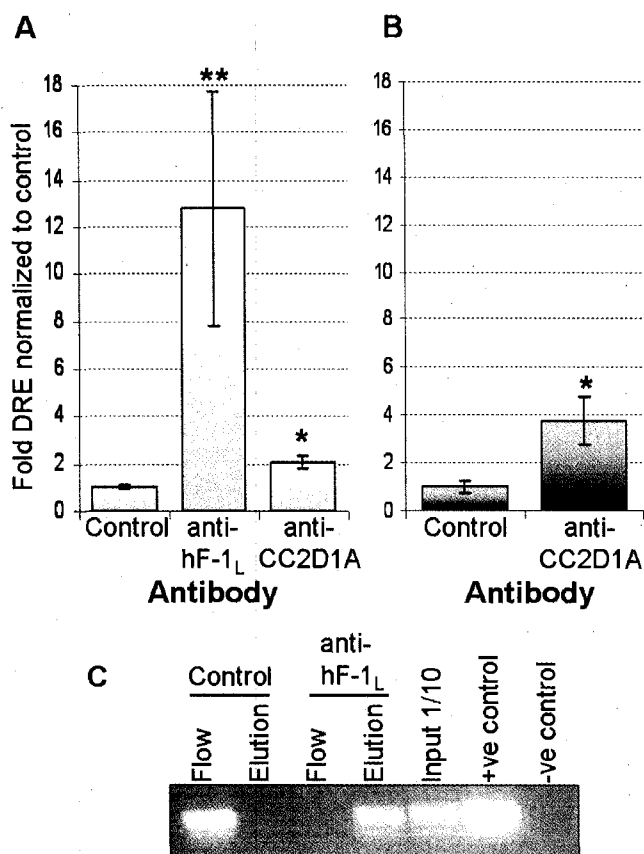 A
B
Fold DRE normalized to control
18
16
14
12
10
8
6
4
2
0
**
*
Control
anti-
hF-1L
anti-
CC2D1A
Antibody
18
16
14
12
10
8
6
4
2
0
*
Control
anti-
CC2D1A
Antibody
C
Control
anti-
hF-1L
Flow
Elution
Flow
Elution
Input 1/10
+ve control
-ve control